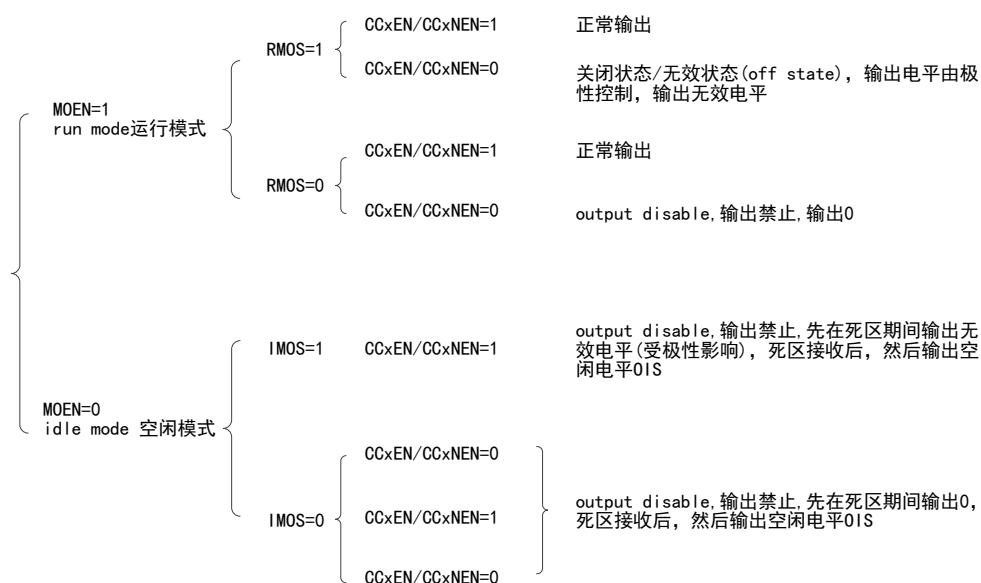 CCxEN/CCxNEN=1 正常输出
RMOS=1
CCxEN/CCxNEN=0 关闭状态/无效状态(off state), 输出电平由极
性控制, 输出无效电平
MOEN=1
run mode运行模式
CCxEN/CCxNEN=1 正常输出
RMOS=0
CCxEN/CCxNEN=0 output disable,输出禁止,输出0
output disable,输出禁止,先在死区期间输出无
IMOS=1 CCxEN/CCxNEN=1 效电平(受极性影响), 死区接收后, 然后输出空
闲电平OIS
MOEN=0
idle mode 空闲模式
CCxEN/CCxNEN=0
output disable,输出禁止,先在死区期间输出0,
IMOS=0 CCxEN/CCxNEN=1 死区接收后, 然后输出空闲电平OIS
CCxEN/CCxNEN=0